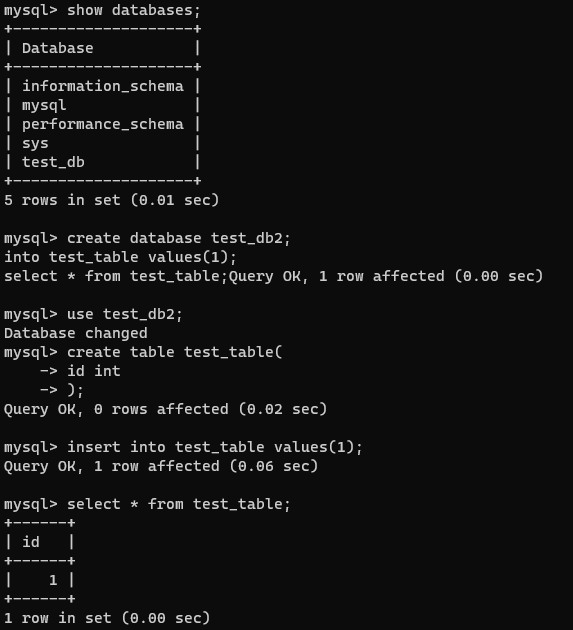 mysql> show databases;
+--------------------+
| Database           |
+--------------------+
| information_schema |
| mysql              |
| performance_schema |
| sys                |
| test_db            |
+--------------------+
5 rows in set (0.01 sec)

mysql> create database test_db2;
into test_table values(1);
select * from test_table;Query OK, 1 row affected (0.00 sec)

mysql> use test_db2;
Database changed
mysql> create table test_table(
    -> id int
    -> );
Query OK, 0 rows affected (0.02 sec)

mysql> insert into test_table values(1);
Query OK, 1 row affected (0.06 sec)

mysql> select * from test_table;
+------+
| id   |
+------+
|    1 |
+------+
1 row in set (0.00 sec)